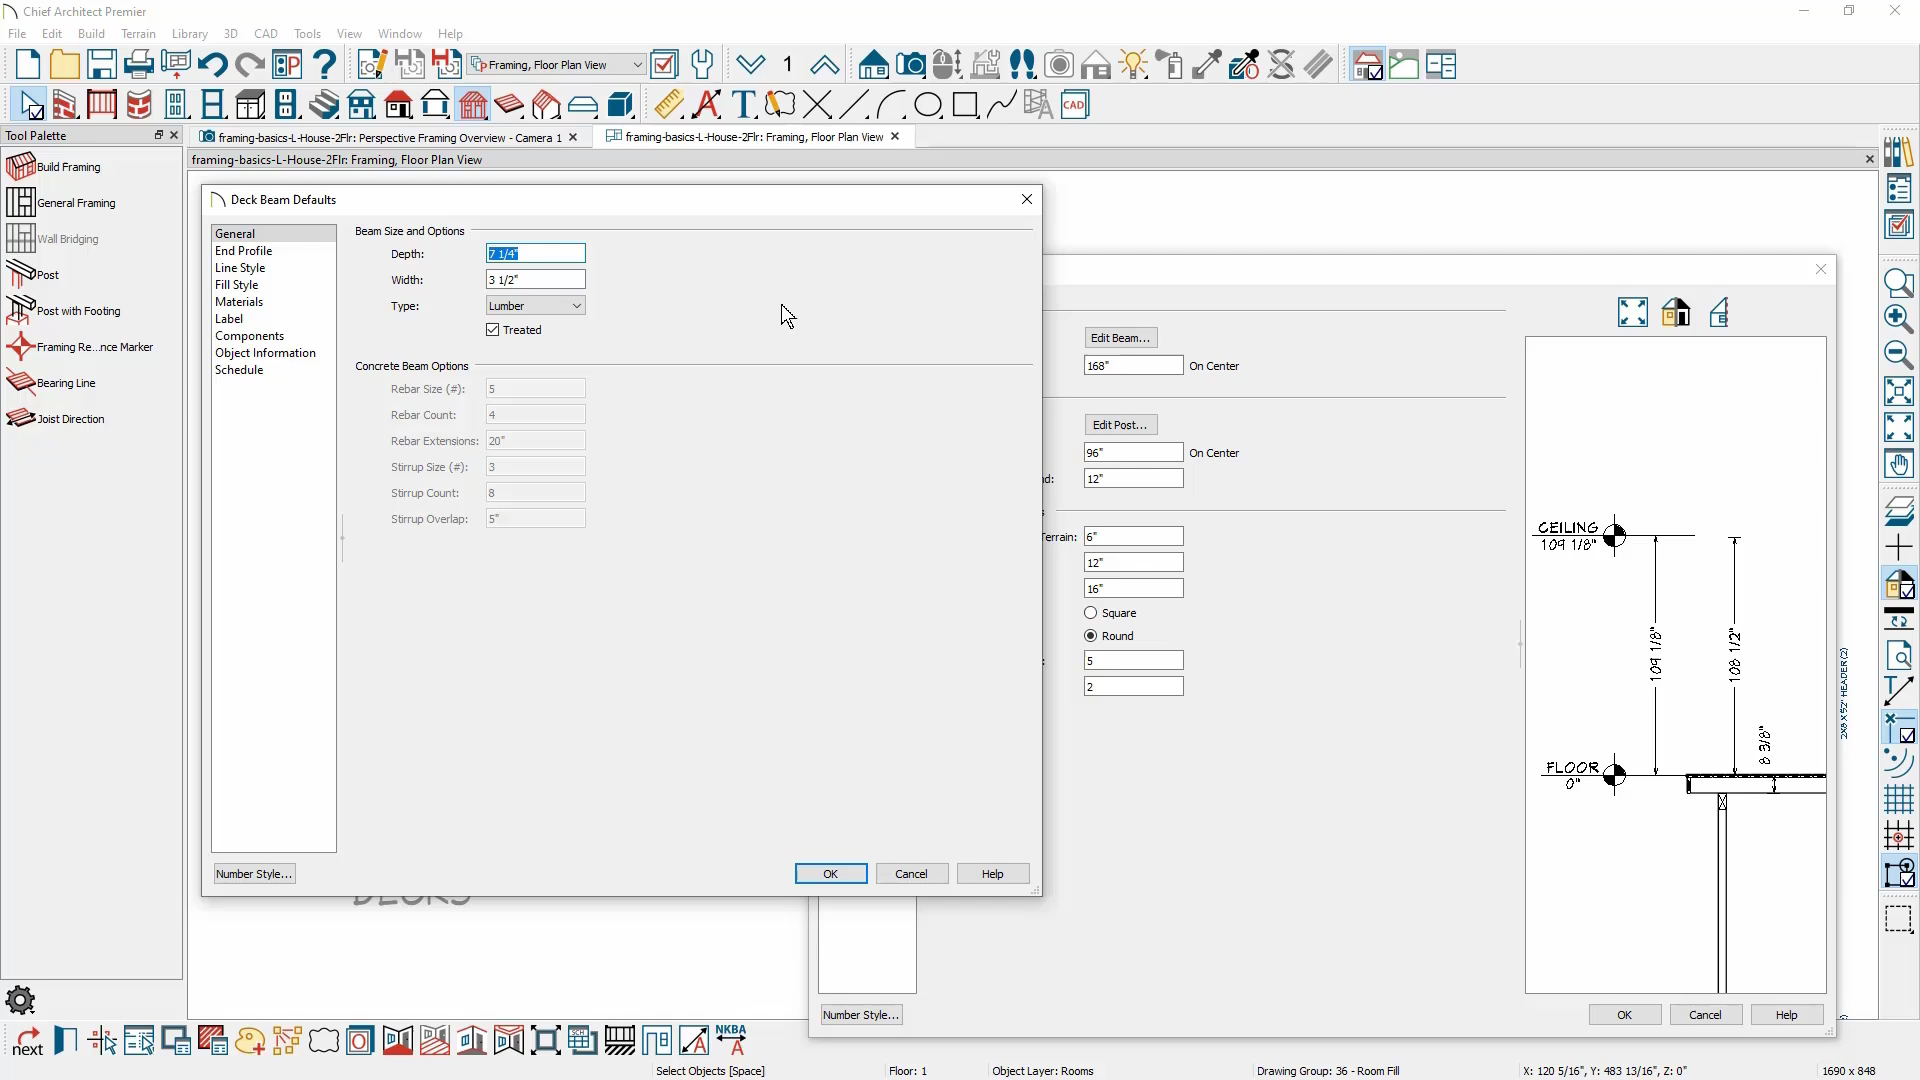 Chief Architect Premier
File Edit Build Terrain Library 3D CAD Tools View Window Help
Framing, Floor Plan View
1
CAD
Tool Palette
framing-basics-L-House-2Flr: Perspective Framing Overview - Camera 1
framing-basics-L-House-2Flr: Framing, Floor Plan View
framing-basics-L-House-2Flr: Framing, Floor Plan View
Build Framing
General Framing
Wall Bridging
Post
Post with Footing
Framing Re...nce Marker
Bearing Line
Joist Direction
Deck Beam Defaults
General
End Profile
Line Style
Fill Style
Materials
Label
Components
Object Information
Schedule
Beam Size and Options
Depth: 7 1/4"
Width: 3 1/2"
Type: Lumber
Treated
Concrete Beam Options
Rebar Size (#): 5
Rebar Count: 4
Rebar Extensions: 20"
Stirrup Size (#): 3
Stirrup Count: 8
Stirrup Overlap: 5"
Number Style...
OK Cancel Help
Edit Beam...
168" On Center
Edit Post...
96" On Center
12"
Terrain: 6"
12"
16"
Square
Round
5
2
CEILING
109 1/8"
109 1/8"
108 1/2"
8 3/8"
FLOOR
0"
2X8 X 52" HEADER (2)
DECKS
Number Style...
OK Cancel Help
next
NKBA
A
Select Objects [Space]
Floor: 1
Object Layer: Rooms
Drawing Group: 36 - Room Fill
X: 120 5/16", Y: 483 13/16", Z: 0"
1690 x 848